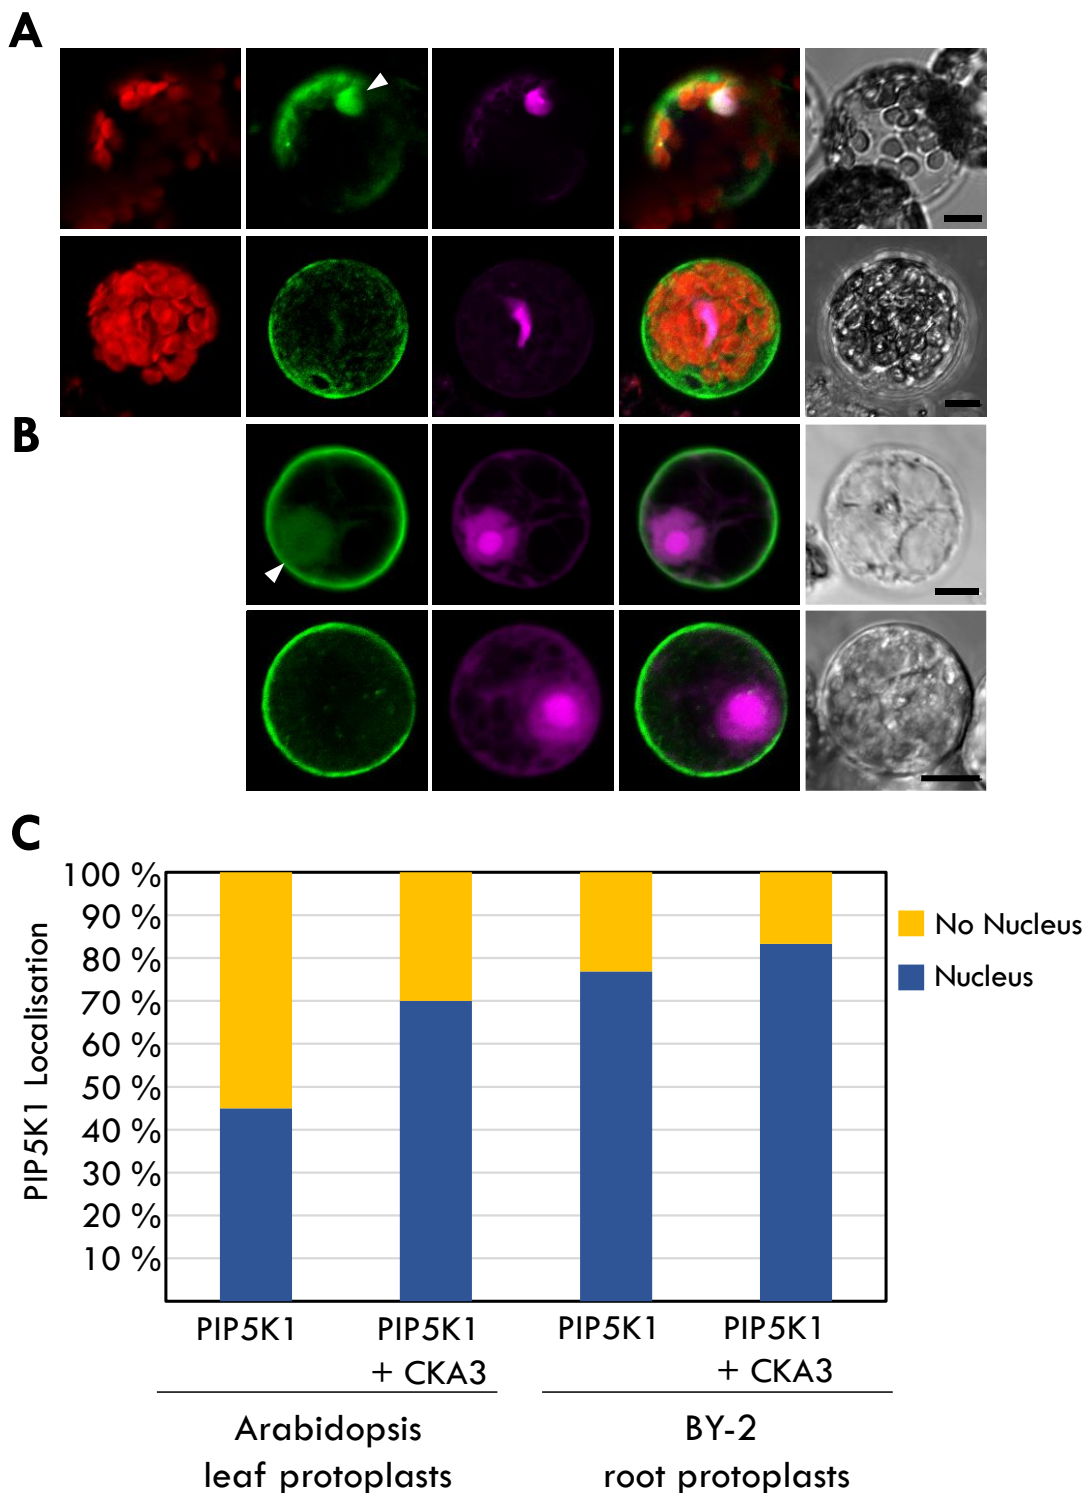 A
B
C
100 %
90 %
80 %
70 %
60 %
50 %
40 %
30 %
20 %
10 %
PIP5K1 Localisation
No Nucleus
Nucleus
PIP5K1
PIP5K1
+ CKA3
PIP5K1
PIP5K1
+ CKA3
Arabidopsis
leaf protoplasts
BY-2
root protoplasts